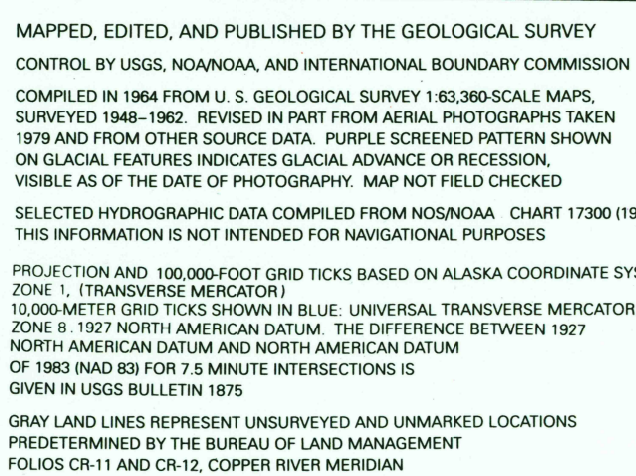 MAPPED, EDITED, AND PUBLISHED BY THE GEOLOGICAL SURVEY
CONTROL BY USGS, NOA/NOAA, AND INTERNATIONAL BOUNDARY COMMISSION
COMPILED IN 1964 FROM U. S. GEOLOGICAL SURVEY 1:63,360-SCALE MAPS,
SURVEYED 1948–1962. REVISED IN PART FROM AERIAL PHOTOGRAPHS TAKEN
1979 AND FROM OTHER SOURCE DATA. PURPLE SCREENED PATTERN SHOWN
ON GLACIAL FEATURES INDICATES GLACIAL ADVANCE OR RECESSION,
VISIBLE AS OF THE DATE OF PHOTOGRAPHY. MAP NOT FIELD CHECKED
SELECTED HYDROGRAPHIC DATA COMPILED FROM NOS/NOAA CHART 17300 (19
THIS INFORMATION IS NOT INTENDED FOR NAVIGATIONAL PURPOSES
PROJECTION AND 100,000-FOOT GRID TICKS BASED ON ALASKA COORDINATE SYS
ZONE 1, (TRANSVERSE MERCATOR)
10,000-METER GRID TICKS SHOWN IN BLUE: UNIVERSAL TRANSVERSE MERCATOR
ZONE 8. 1927 NORTH AMERICAN DATUM. THE DIFFERENCE BETWEEN 1927
NORTH AMERICAN DATUM AND NORTH AMERICAN DATUM
OF 1983 (NAD 83) FOR 7.5 MINUTE INTERSECTIONS IS
GIVEN IN USGS BULLETIN 1875
GRAY LAND LINES REPRESENT UNSURVEYED AND UNMARKED LOCATIONS
PREDETERMINED BY THE BUREAU OF LAND MANAGEMENT
FOLIOS CR-11 AND CR-12, COPPER RIVER MERIDIAN